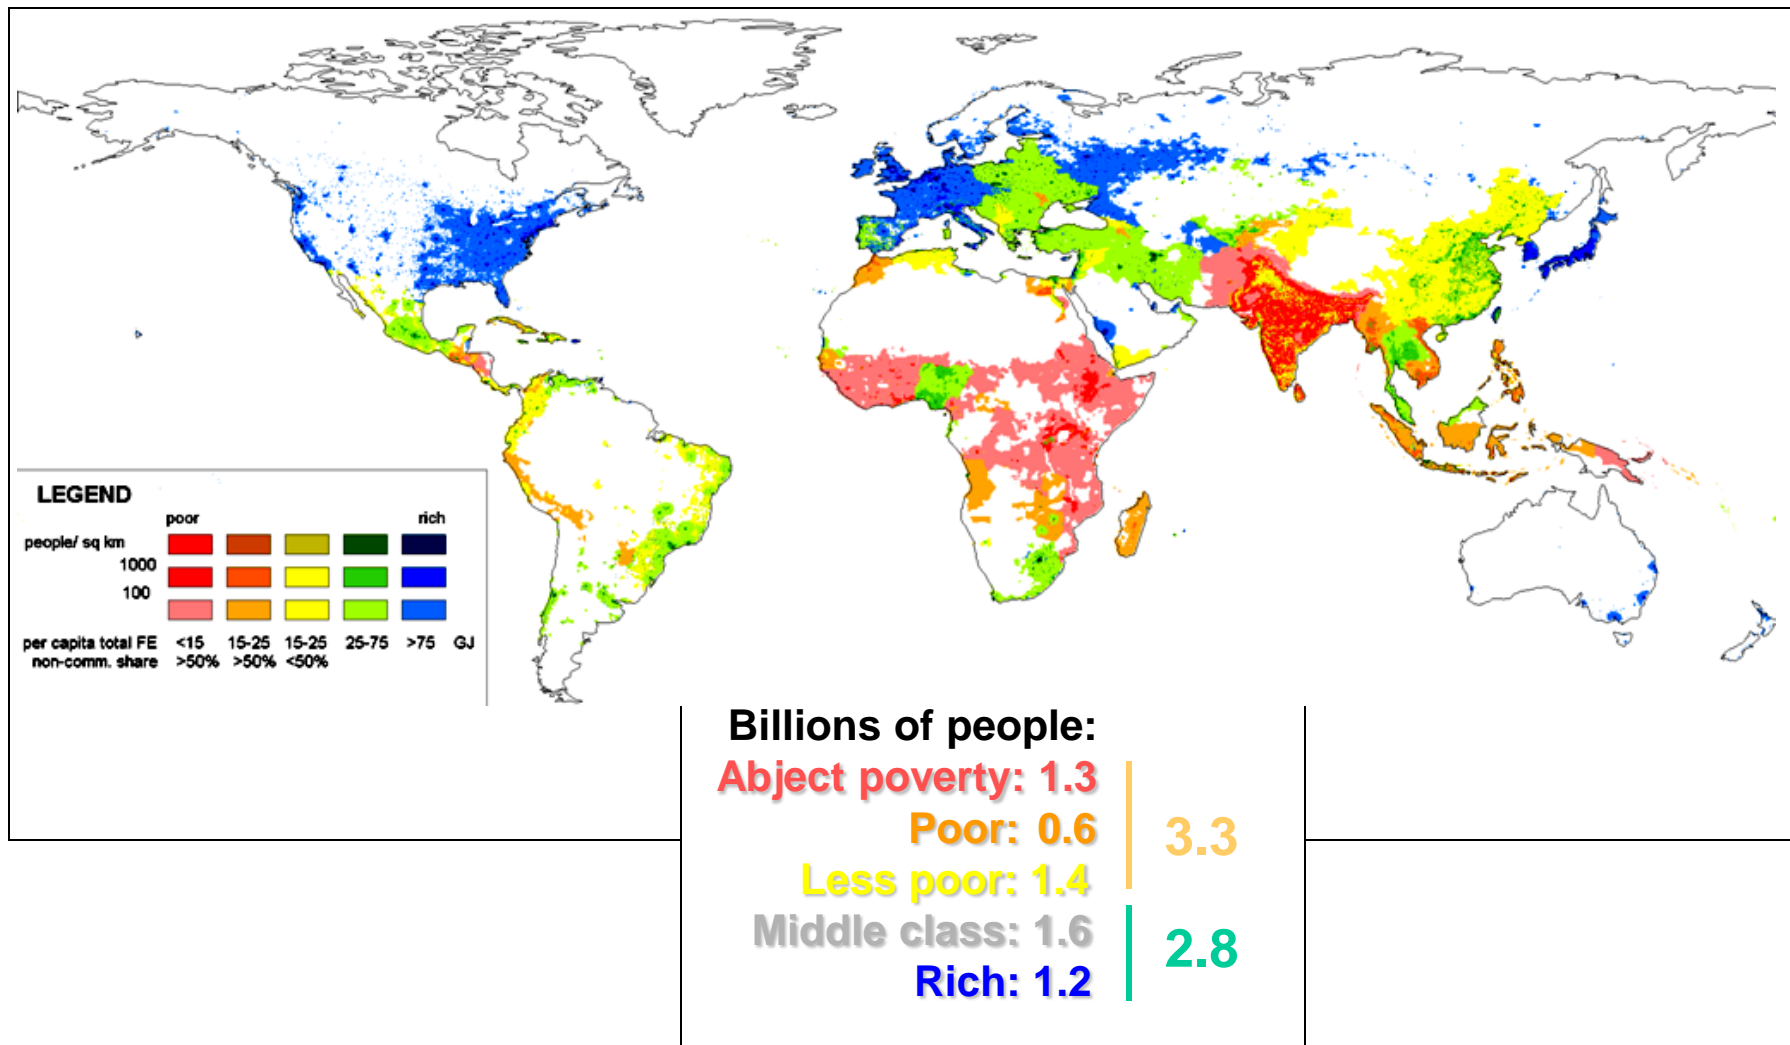 LEGEND
poor rich
people/ sq km
1000
100
per capita total FE <15 15-25 15-25 25-75 >75 GJ
non-comm. share >50% >50% <50%
Billions of people:
Abject poverty: 1.3
Poor: 0.6
3.3
Less poor: 1.4
Middle class: 1.6
2.8
Rich: 1.2